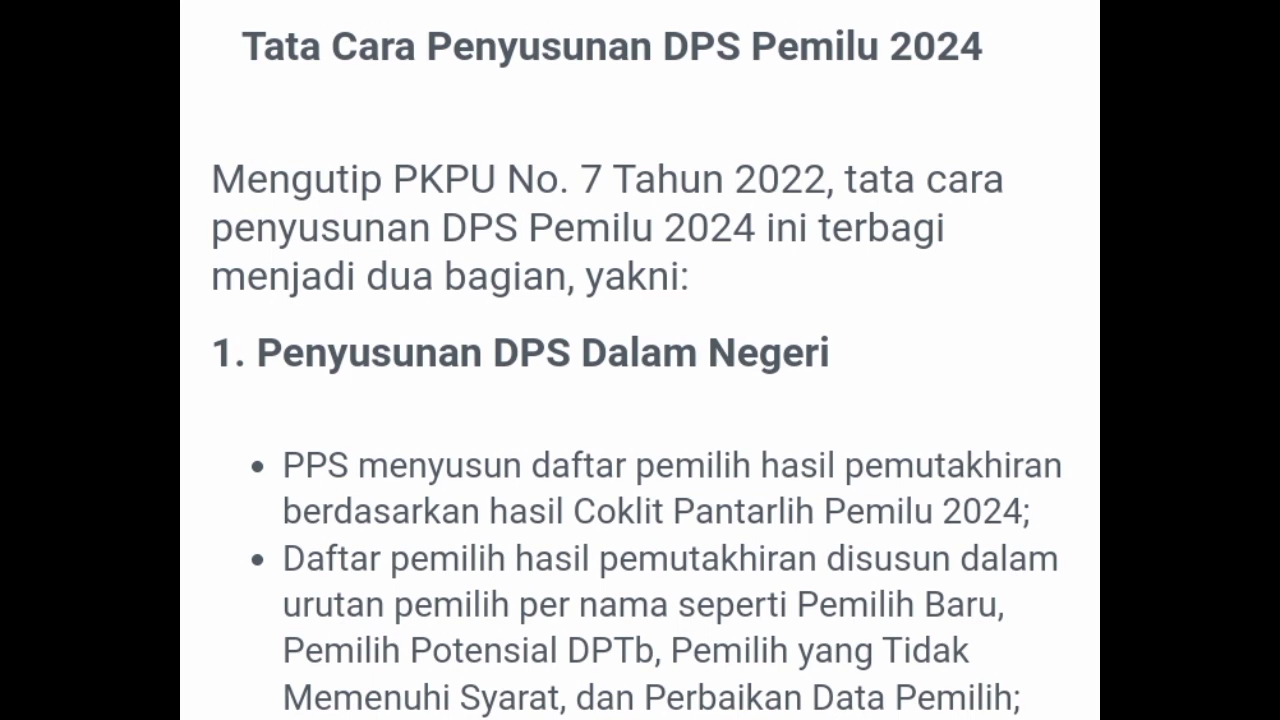 Tata Cara Penyusunan DPS Pemilu 2024
Mengutip PKPU No. 7 Tahun 2022, tata cara
penyusunan DPS Pemilu 2024 ini terbagi
menjadi dua bagian, yakni:
1. Penyusunan DPS Dalam Negeri
• PPS menyusun daftar pemilih hasil pemutakhiran
berdasarkan hasil Coklit Pantarlih Pemilu 2024;
• Daftar pemilih hasil pemutakhiran disusun dalam
urutan pemilih per nama seperti Pemilih Baru,
Pemilih Potensial DPTb, Pemilih yang Tidak
Memenuhi Syarat, dan Perbaikan Data Pemilih;